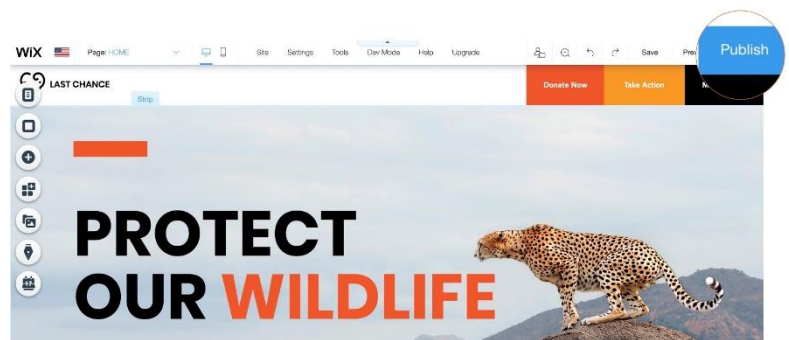 WiX Page: HOME Site Settings Tools Dev Mode Help Upgrade Save Publish
LAST CHANCE Donate Now Take Action
Strip
PROTECT
OUR WILDLIFE